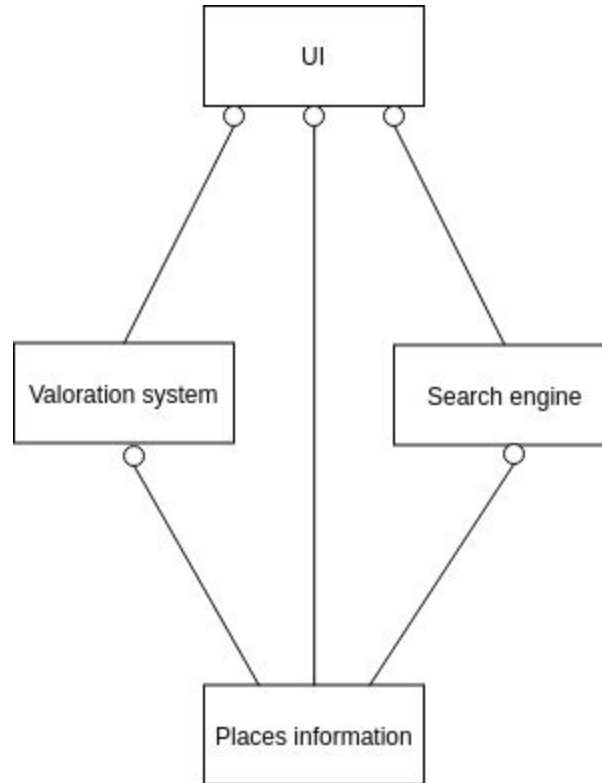 UI
Valoration system
Search engine
Places information